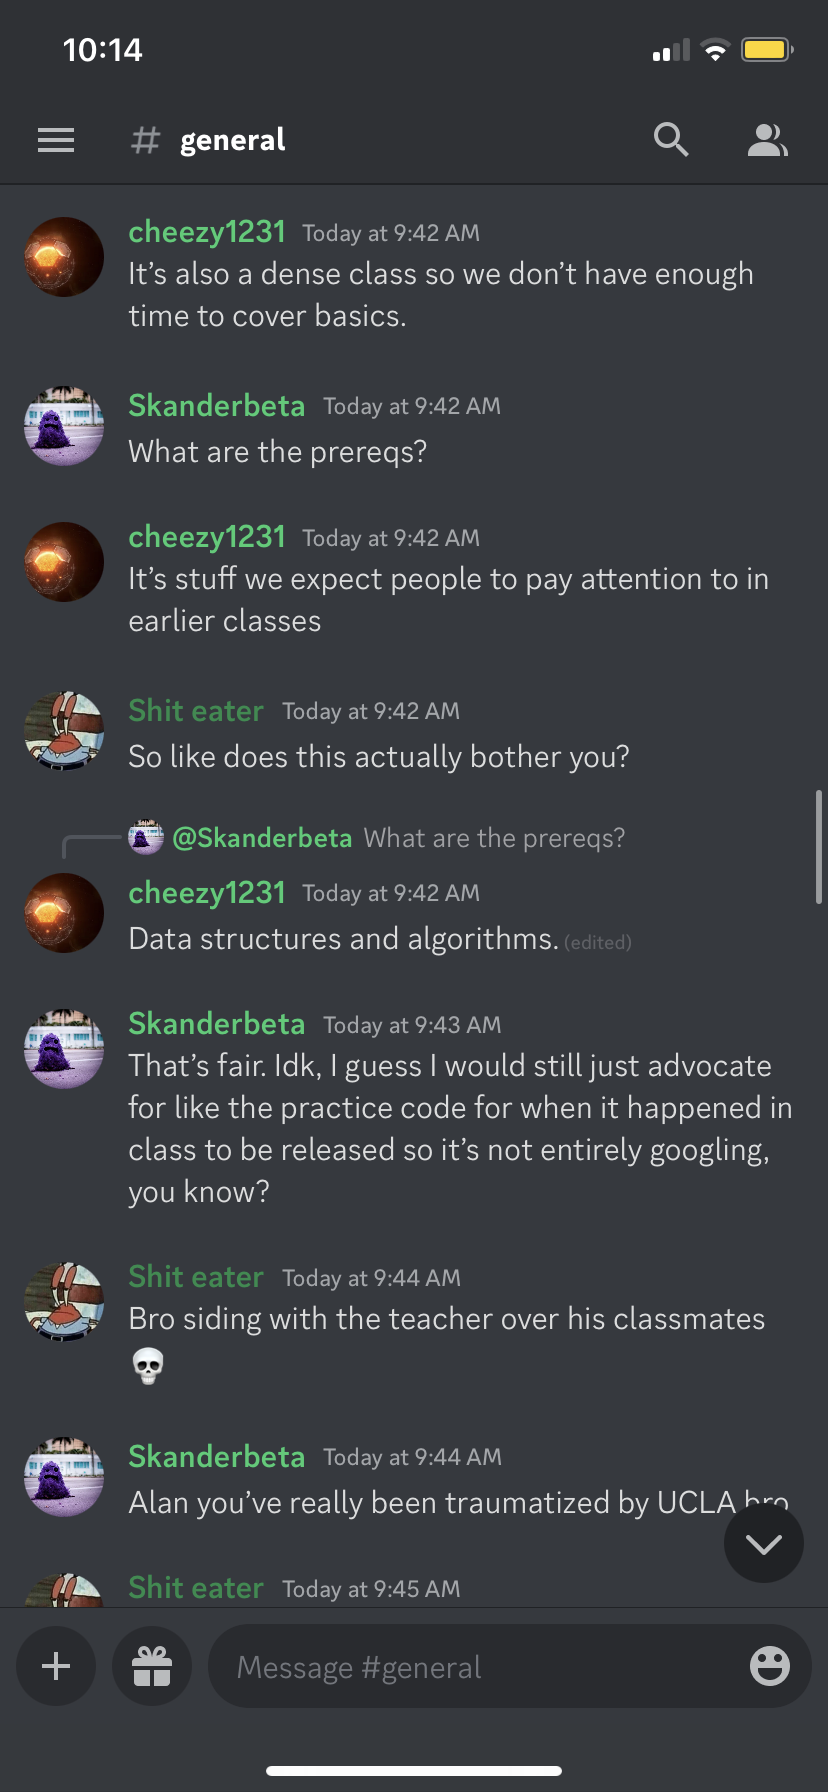 10:14
# general
cheezy1231 Today at 9:42 AM
It’s also a dense class so we don’t have enough
time to cover basics.
Skanderbeta Today at 9:42 AM
What are the prereqs?
cheezy1231 Today at 9:42 AM
It’s stuff we expect people to pay attention to in
earlier classes
Shit eater Today at 9:42 AM
So like does this actually bother you?
@Skanderbeta What are the prereqs?
cheezy1231 Today at 9:42 AM
Data structures and algorithms. (edited)
Skanderbeta Today at 9:43 AM
That’s fair. Idk, I guess I would still just advocate
for like the practice code for when it happened in
class to be released so it’s not entirely googling,
you know?
Shit eater Today at 9:44 AM
Bro siding with the teacher over his classmates
💀
Skanderbeta Today at 9:44 AM
Alan you’ve really been traumatized by UCLA bro
Shit eater Today at 9:45 AM
Message #general